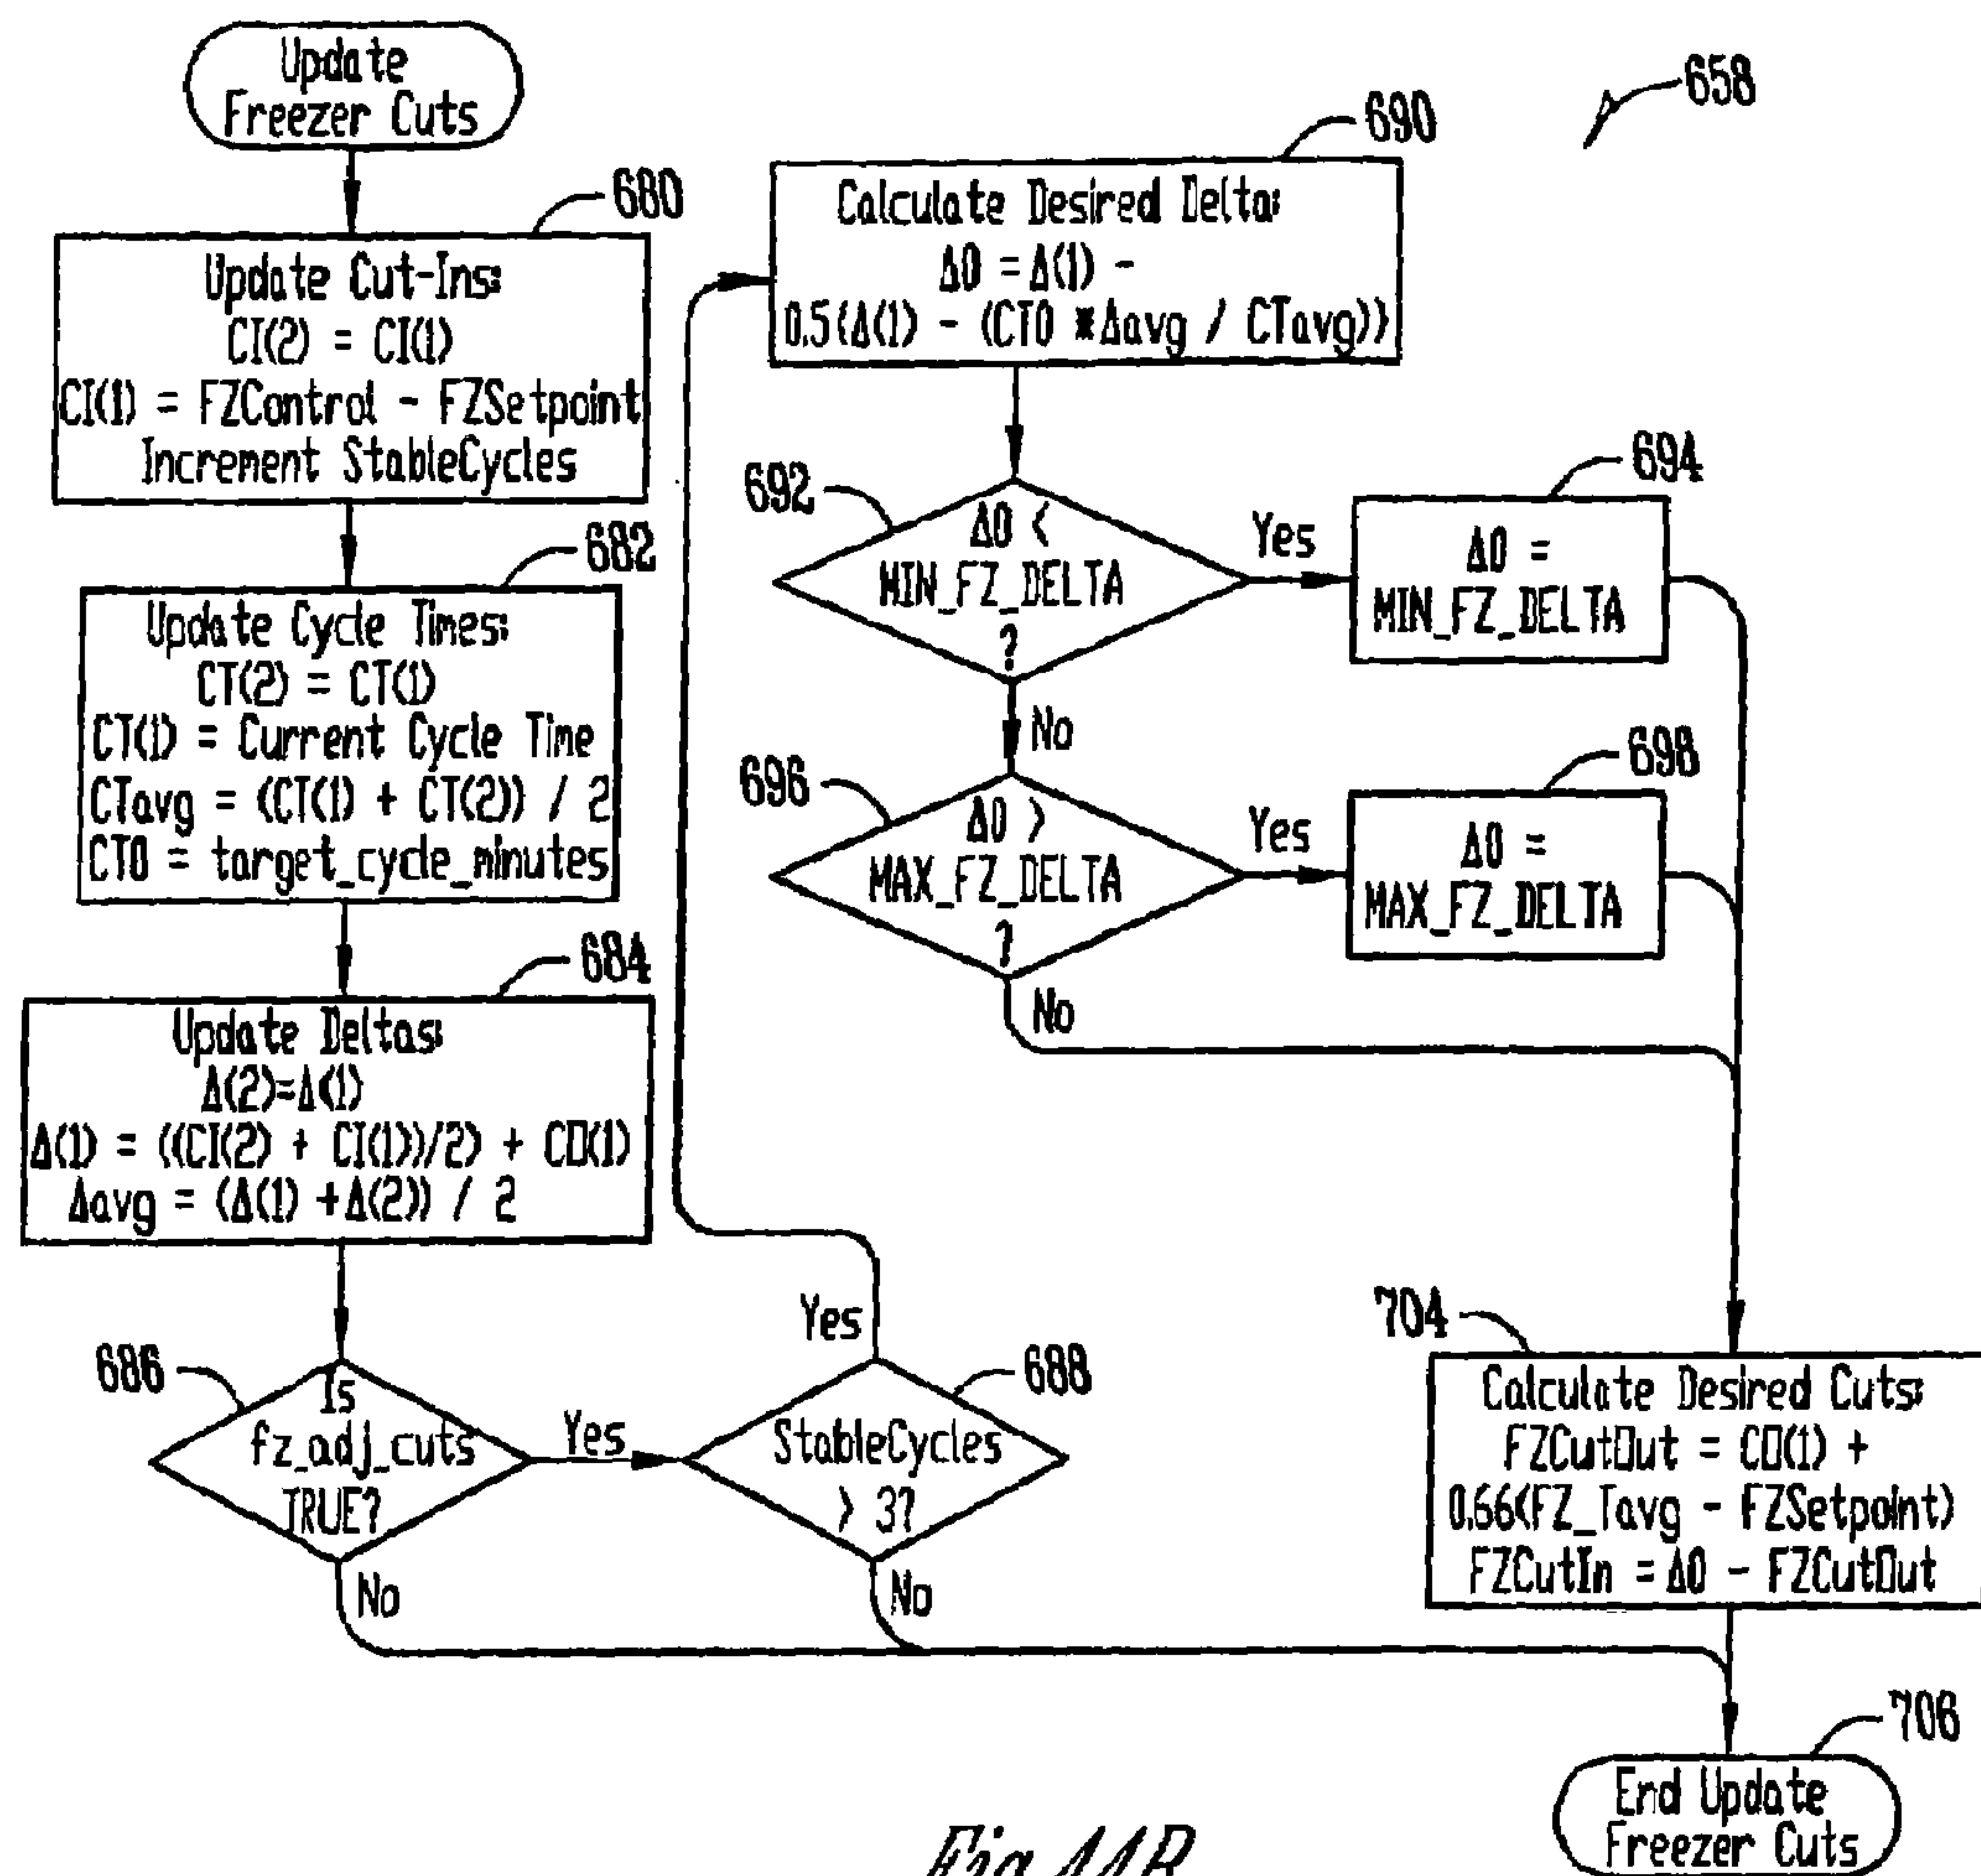 Update
Freezer Cuts
680
Update Cut-Ins:
CI(2) = CI(1)
CI(1) = FZControl - FZSetpoint
Increment StableCycles
682
Update Cycle Times:
CT(2) = CT(1)
CT(1) = Current Cycle Time
CTavg = (CT(1) + CT(2)) / 2
CT0 = target_cycle_minutes
684
Update Deltas:
Δ(2)=Δ(1)
Δ(1) = ((CI(2) + CI(1))/2) + CO(1)
Δavg = (Δ(1) +Δ(2)) / 2
686
Is
fz_adj_cuts
TRUE?
Yes
No
688
StableCycles
> 3?
Yes
No
658
690
Calculate Desired Delta:
Δ0 = Δ(1) -
0.5(Δ(1) - (CT0 *Δavg / CTavg))
692
Δ0 <
MIN_FZ_DELTA
?
Yes
No
694
Δ0 =
MIN_FZ_DELTA
696
Δ0 >
MAX_FZ_DELTA
?
Yes
No
698
Δ0 =
MAX_FZ_DELTA
704
Calculate Desired Cuts:
FZCutOut = CO(1) +
0.66(FZ_Tavg - FZSetpoint)
FZCutIn = Δ0 - FZCutOut
706
End Update
Freezer Cuts
Fig. 44B